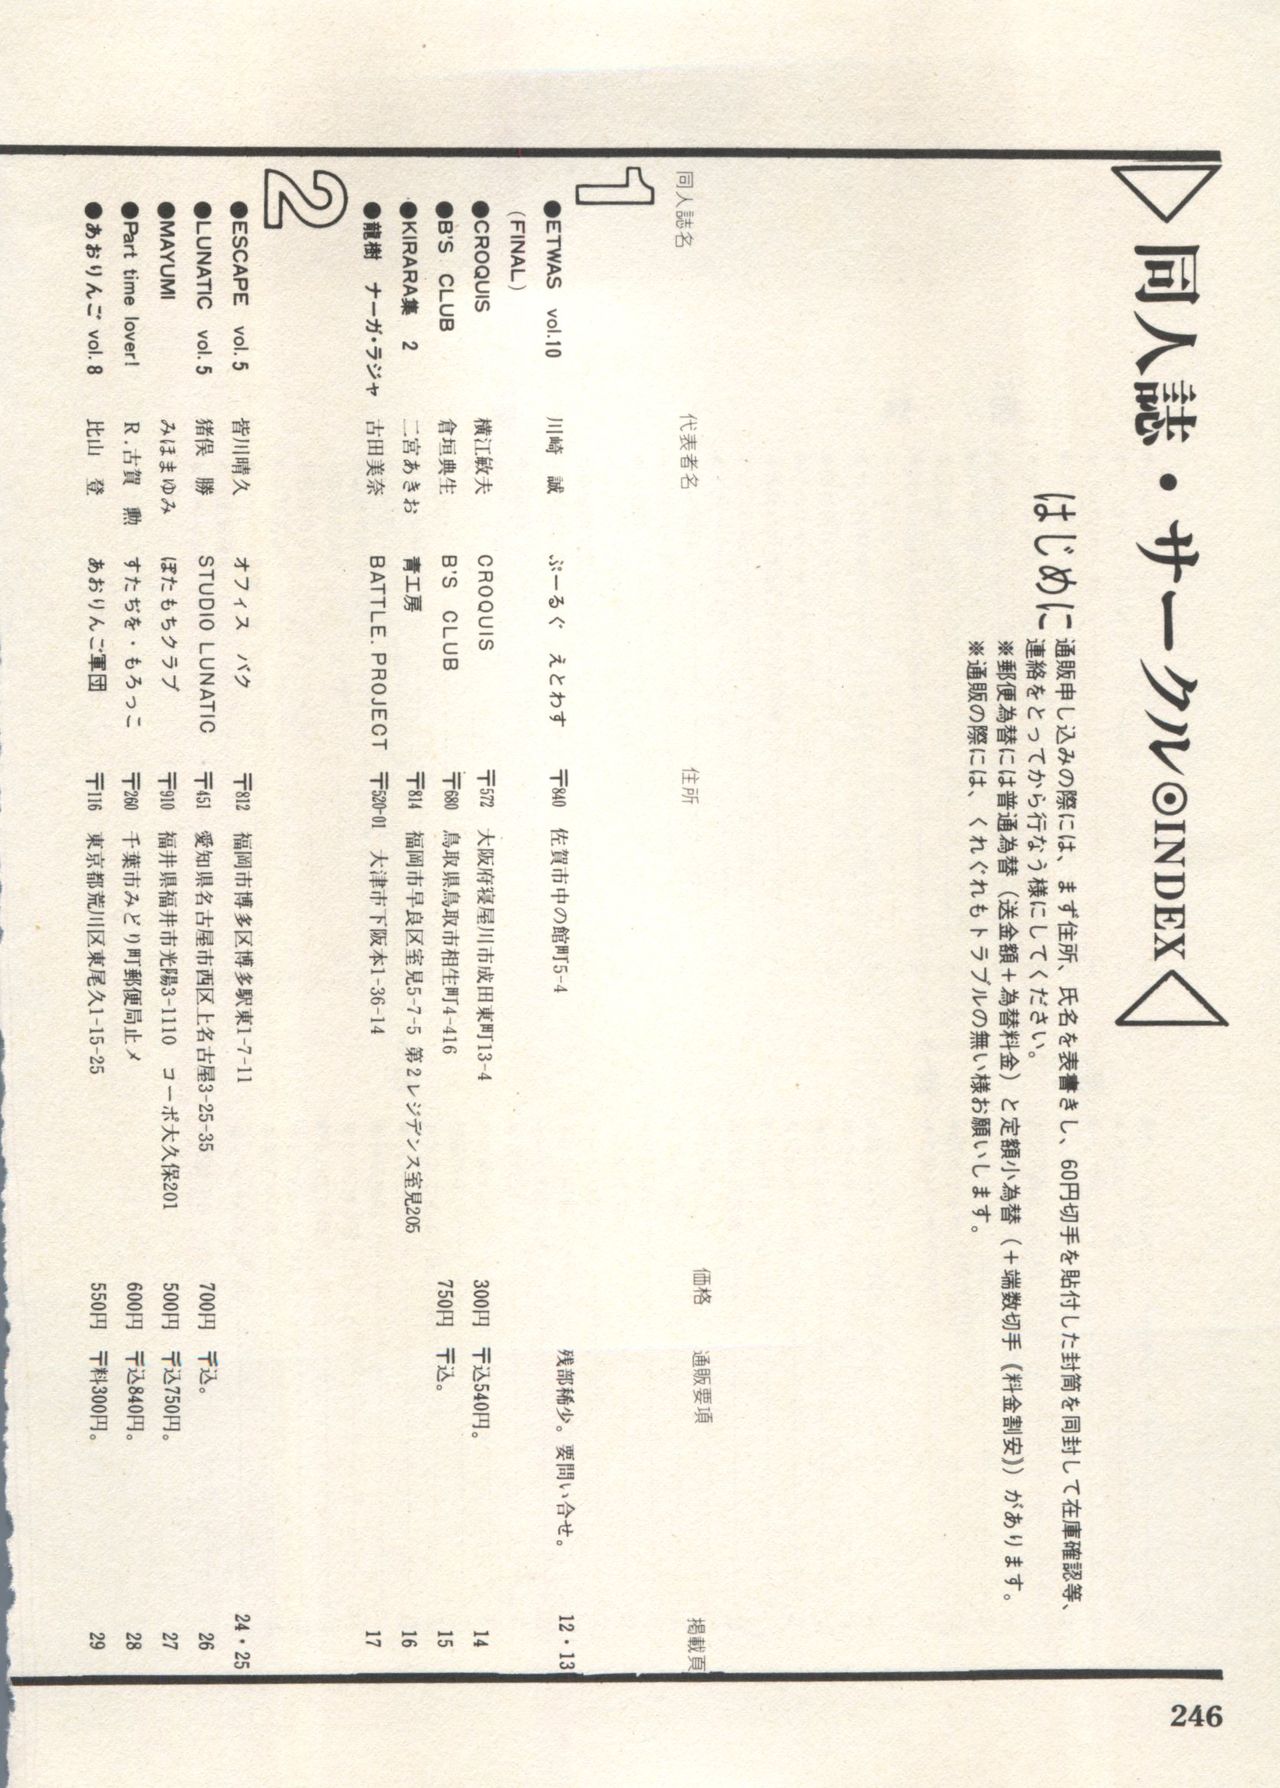 同人誌・サークル◉INDEX
はじめに
通販申し込みの際には、まず住所、氏名を表書きし、60円切手を貼付した封筒を同封して在庫確認等、
連絡をとってから行なう様にしてください。
※郵便為替には普通為替（送金額＋為替料金）と定額小為替（＋端数切手《料金割安》）があります。
※通販の際には、くれぐれもトラブルの無い様お願いします。
同人誌名 代表者名 住所 価格 通販要項 掲載頁
1
●ETWAS vol.10 川崎 誠 ぷーるぐ えとわす 〒840 佐賀市中の館町5-4 残部稀少。要問い合せ。 12・13
(FINAL)
●CROQUIS 横江敏夫 CROQUIS 〒572 大阪府寝屋川市成田東町13-4 300円 〒込540円。 14
●B'S CLUB 倉垣典生 B'S CLUB 〒680 鳥取県鳥取市相生町4-416 750円 〒込。 15
●KIRARA集 2 二宮あきお 青工房 〒814 福岡市早良区室見5-7-5 第2レジデンス室見205 16
●龍樹 ナーガ・ラジャ 古田美奈 BATTLE.PROJECT 〒520-01 大津市下阪本1-36-14 17
2
●ESCAPE vol.5 皆川晴久 オフィス バク 〒812 福岡市博多区博多駅東1-7-11 24・25
●LUNATIC vol.5 猪俣 勝 STUDIO LUNATIC 〒451 愛知県名古屋市西区上名古屋3-25-35 700円 〒込。 26
●MAYUMI みほまゆみ ぼたもちクラブ 〒910 福井県福井市光陽3-1110 コーポ大久保201 500円 〒込750円。 27
●Part time lover! R.古賀 勲 すたぢを・もろっこ 〒260 千葉市みどり町郵便局止メ 600円 〒込840円。 28
●あおりんご vol.8 比山 登 あおりんご軍団 〒116 東京都荒川区東尾久1-15-25 550円 〒料300円。 29
246